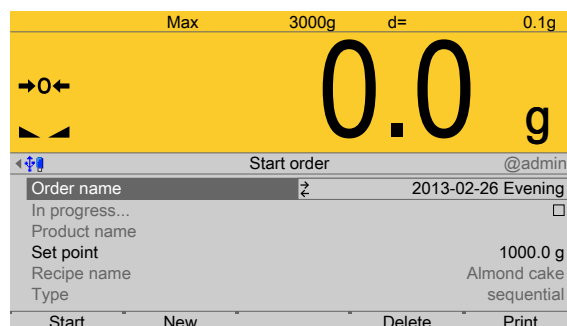 Max 3000g d= 0.1g
→0← 0.0 g
Start order @admin
Order name 2013-02-26 Evening
In progress...
Product name
Set point 1000.0 g
Recipe name Almond cake
Type sequential
Start New Delete Print